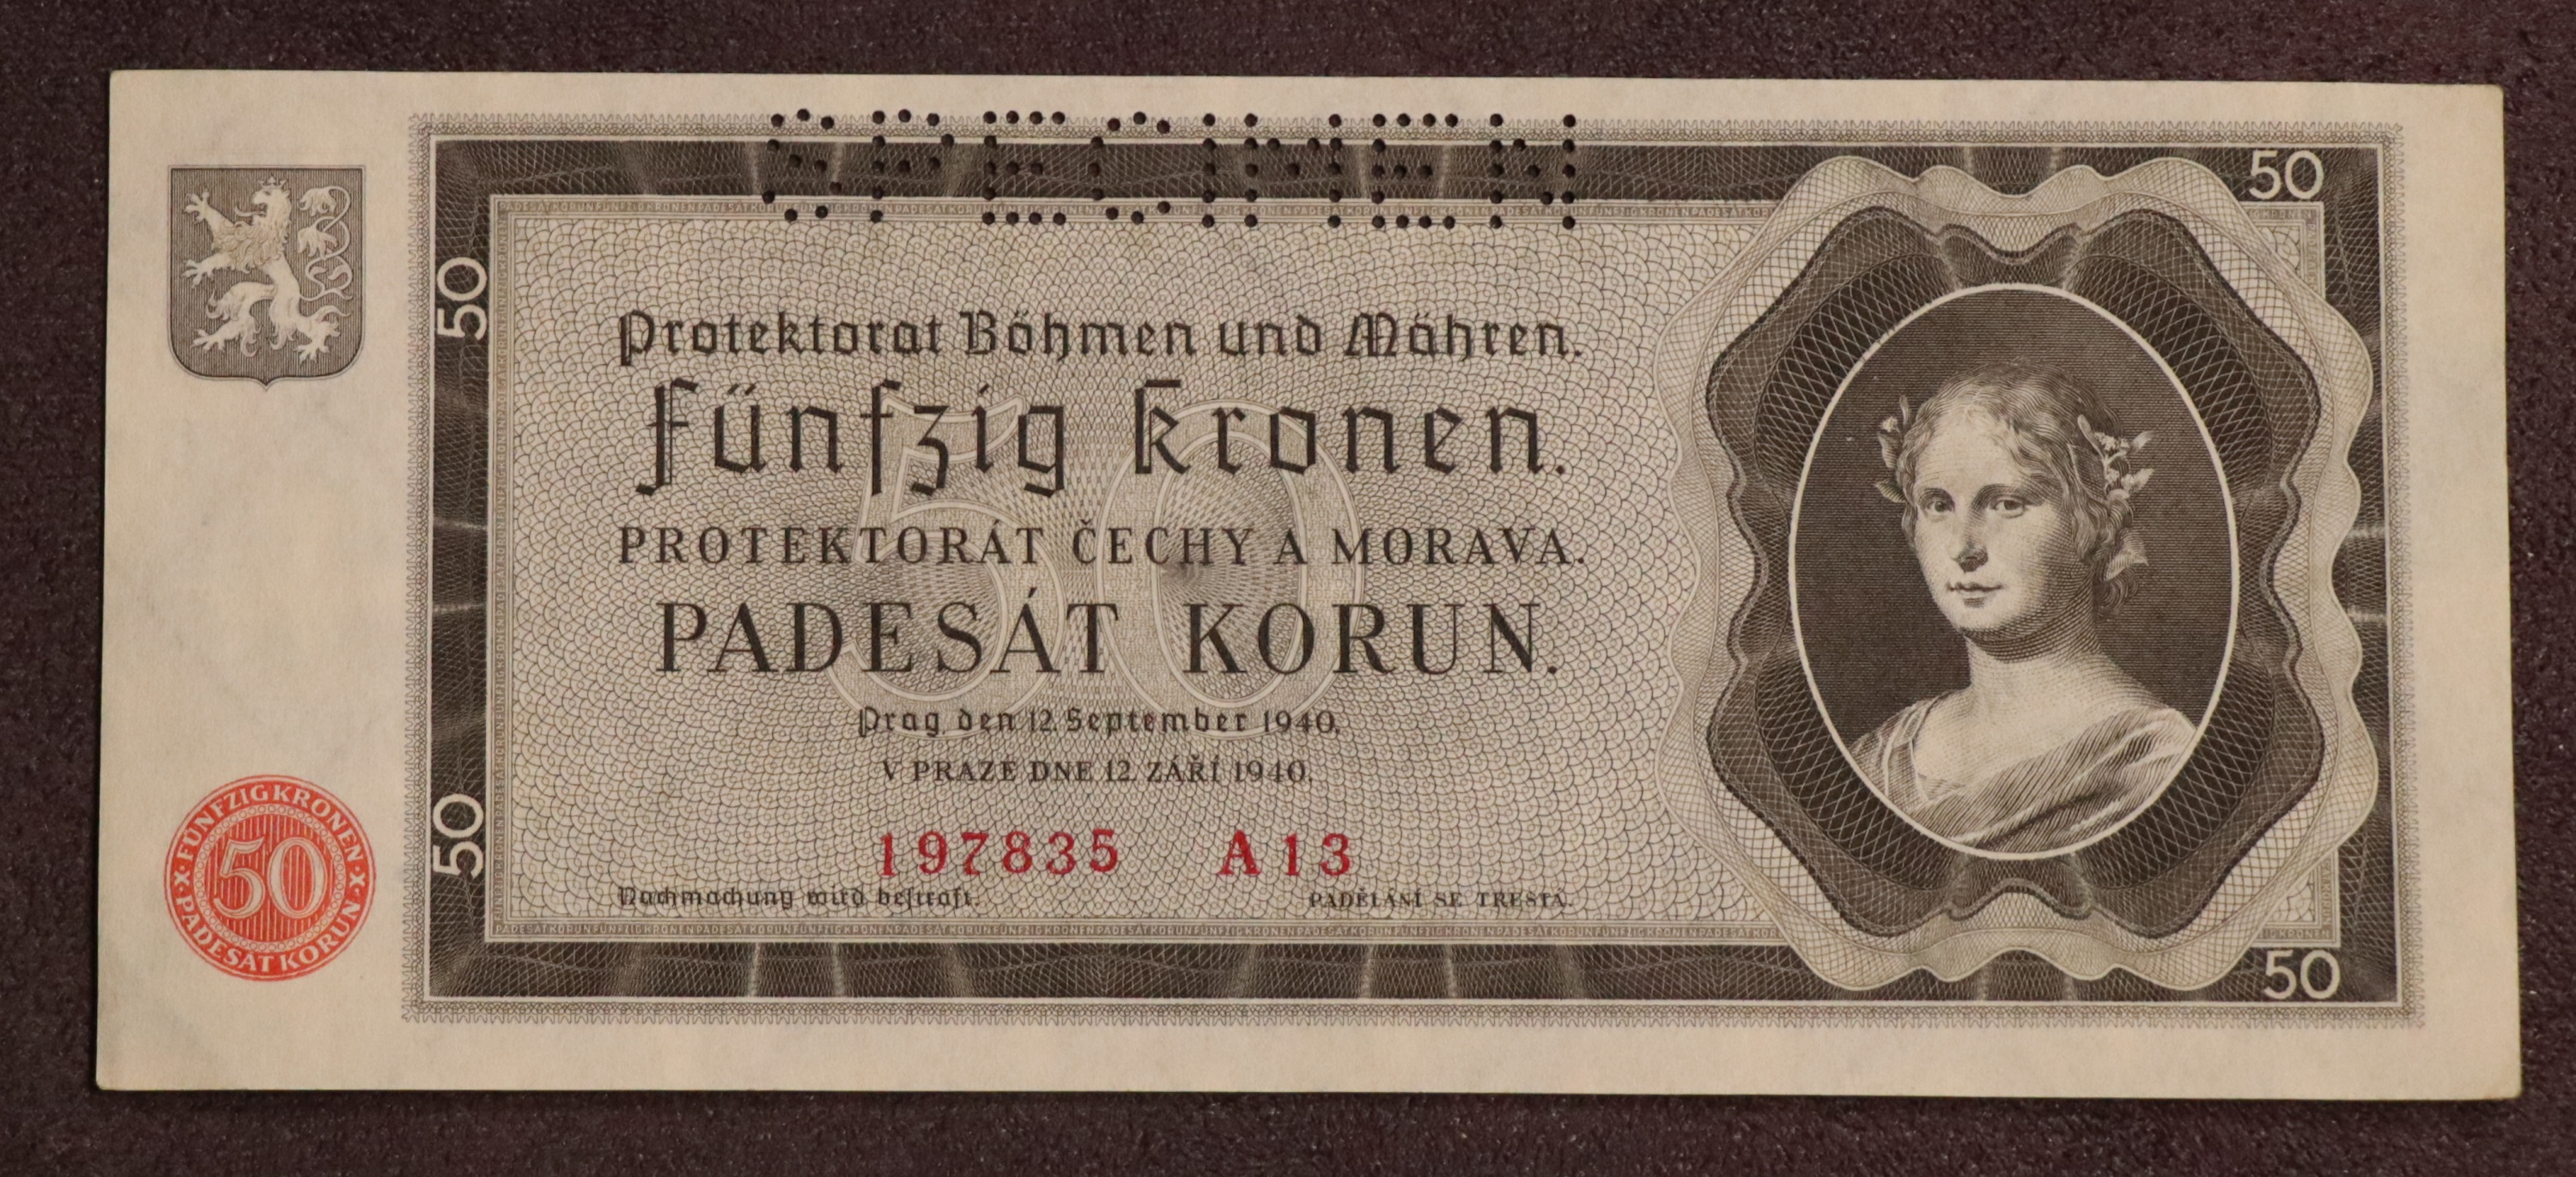 SPECIMEN
50
50
Protektorat Böhmen und Mähren.
Fünfzig Kronen.
PROTEKTORÁT ČECHY A MORAVA.
PADESÁT KORUN.
50
Prag, den 12. September 1940.
V PRAZE DNE 12. ZÁŘÍ 1940.
197835 A13
Nachmachung wird bestraft.
PADĚLÁNÍ SE TRESTÁ.
50
50
FÜNFZIG KRONEN
50
PADESÁT KORUN